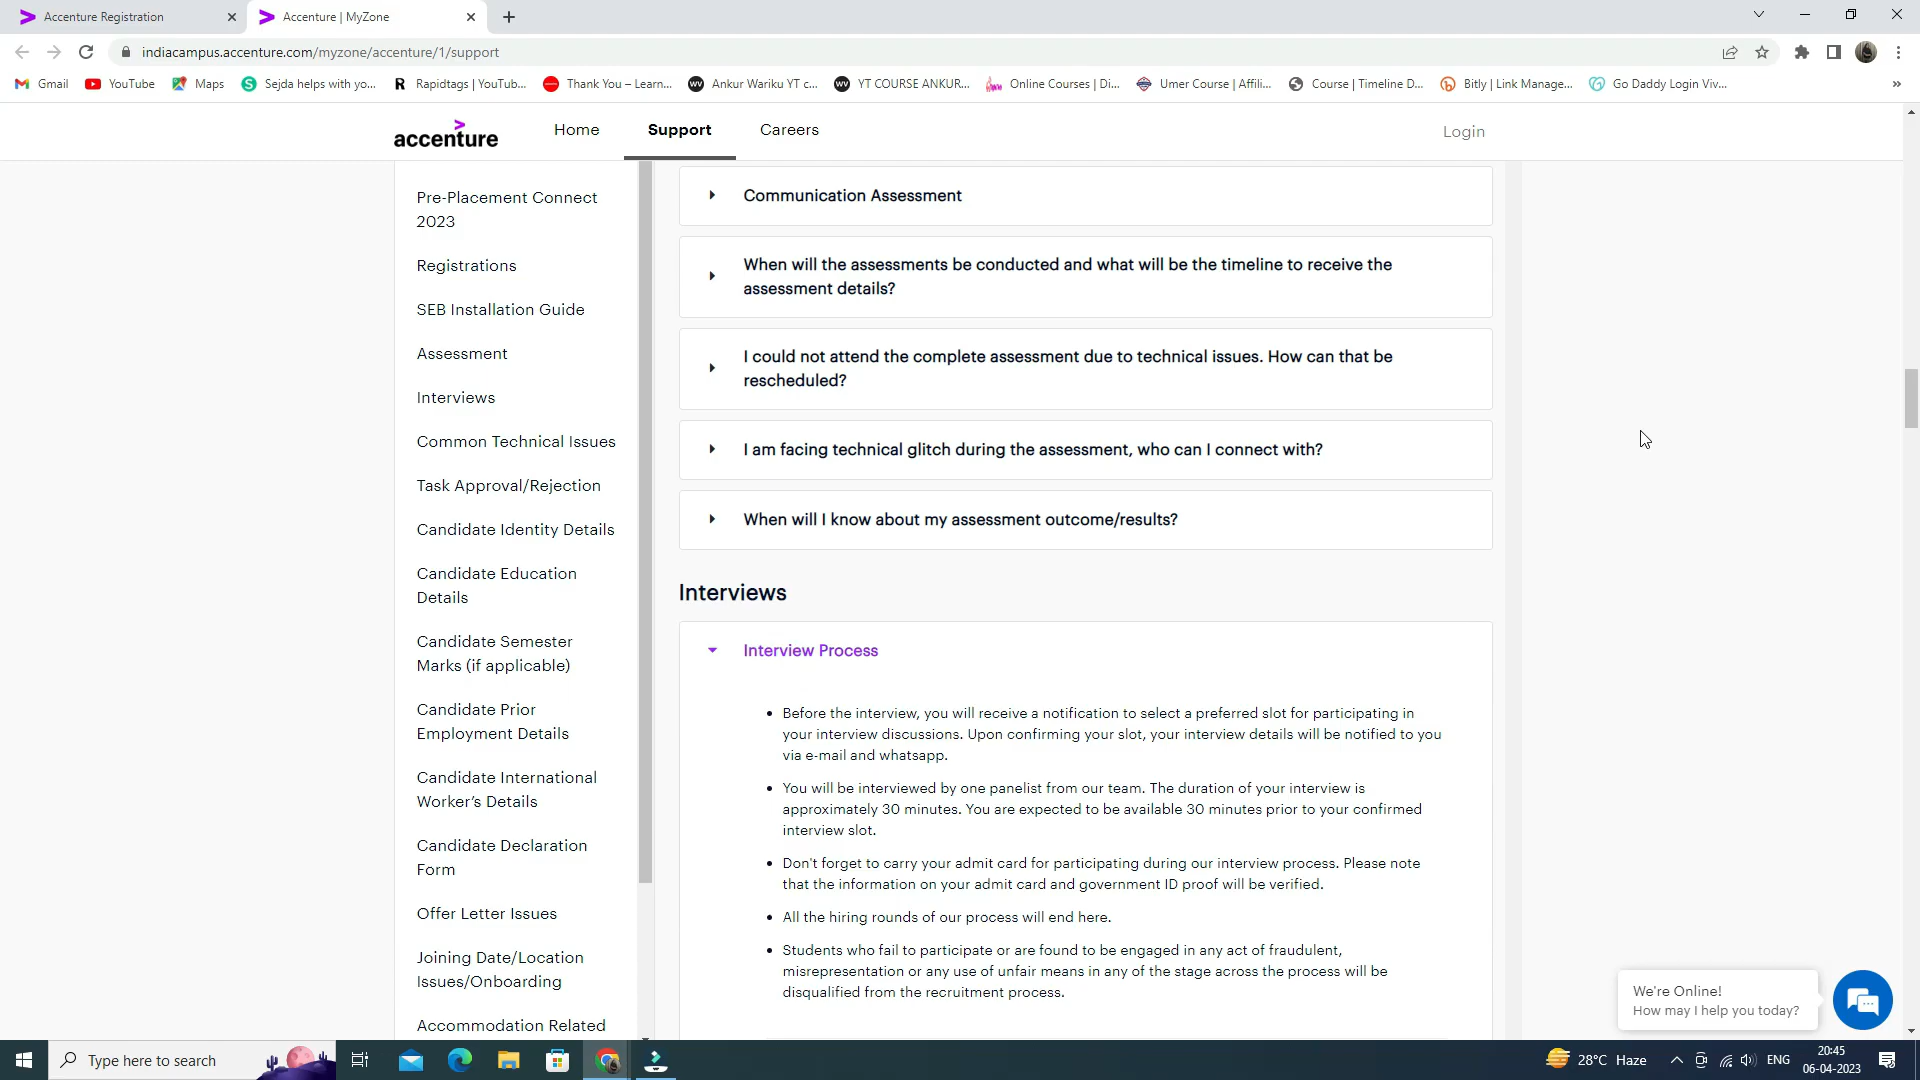 Accenture Registration
Accenture | MyZone
indiacampus.accenture.com/myzone/accenture/1/support
Gmail
YouTube
Maps
Sejda helps with yo...
Rapidtags | YouTub...
Thank You – Learn...
Ankur Wariku YT c...
YT COURSE ANKUR...
Online Courses | Di...
Umer Course | Affili...
Course | Timeline D...
Bitly | Link Manage...
Go Daddy Login Viv...
»
accenture
Home
Support
Careers
Login
Pre-Placement Connect
2023
Registrations
SEB Installation Guide
Assessment
Interviews
Common Technical Issues
Task Approval/Rejection
Candidate Identity Details
Candidate Education
Details
Candidate Semester
Marks (if applicable)
Candidate Prior
Employment Details
Candidate International
Worker’s Details
Candidate Declaration
Form
Offer Letter Issues
Joining Date/Location
Issues/Onboarding
Accommodation Related
Communication Assessment
When will the assessments be conducted and what will be the timeline to receive the
assessment details?
I could not attend the complete assessment due to technical issues. How can that be
rescheduled?
I am facing technical glitch during the assessment, who can I connect with?
When will I know about my assessment outcome/results?
Interviews
Interview Process
• Before the interview, you will receive a notification to select a preferred slot for participating in
your interview discussions. Upon confirming your slot, your interview details will be notified to you
via e-mail and whatsapp.
• You will be interviewed by one panelist from our team. The duration of your interview is
approximately 30 minutes. You are expected to be available 30 minutes prior to your confirmed
interview slot.
• Don't forget to carry your admit card for participating during our interview process. Please note
that the information on your admit card and government ID proof will be verified.
• All the hiring rounds of our process will end here.
• Students who fail to participate or are found to be engaged in any act of fraudulent,
misrepresentation or any use of unfair means in any of the stage across the process will be
disqualified from the recruitment process.
We're Online!
How may I help you today?
Type here to search
28°C Haze
ENG
20:45
06-04-2023